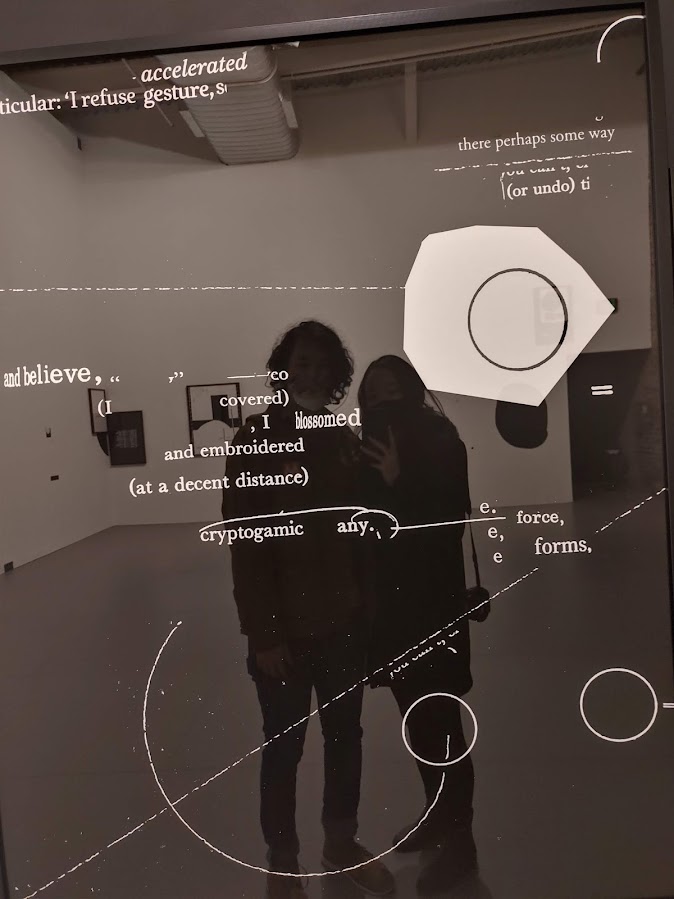 accelerated
ticular: ‘I refuse gesture, s
there perhaps some way
(or undo) ti
and believe, “ ,” co
(I covered)
, I blossomed
and embroidered
(at a decent distance)
cryptogamic any.
e. force,
e,
e forms,
=
=